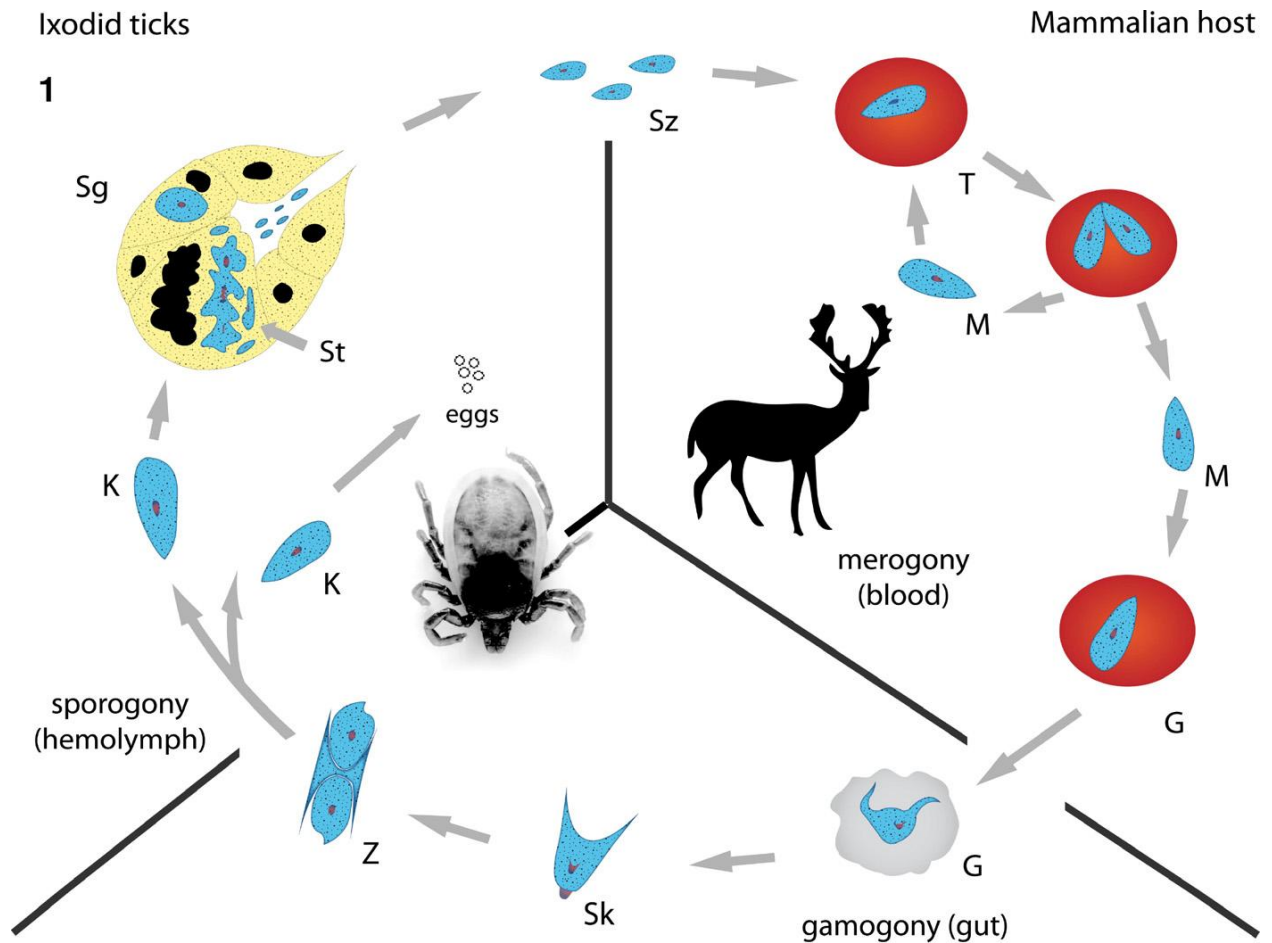 Ixodid ticks
Mammalian host
1
Sz
Sg
T
M
St
eggs
K
M
K
merogony
(blood)
sporogony
(hemolymph)
G
Z
G
Sk
gamogony (gut)